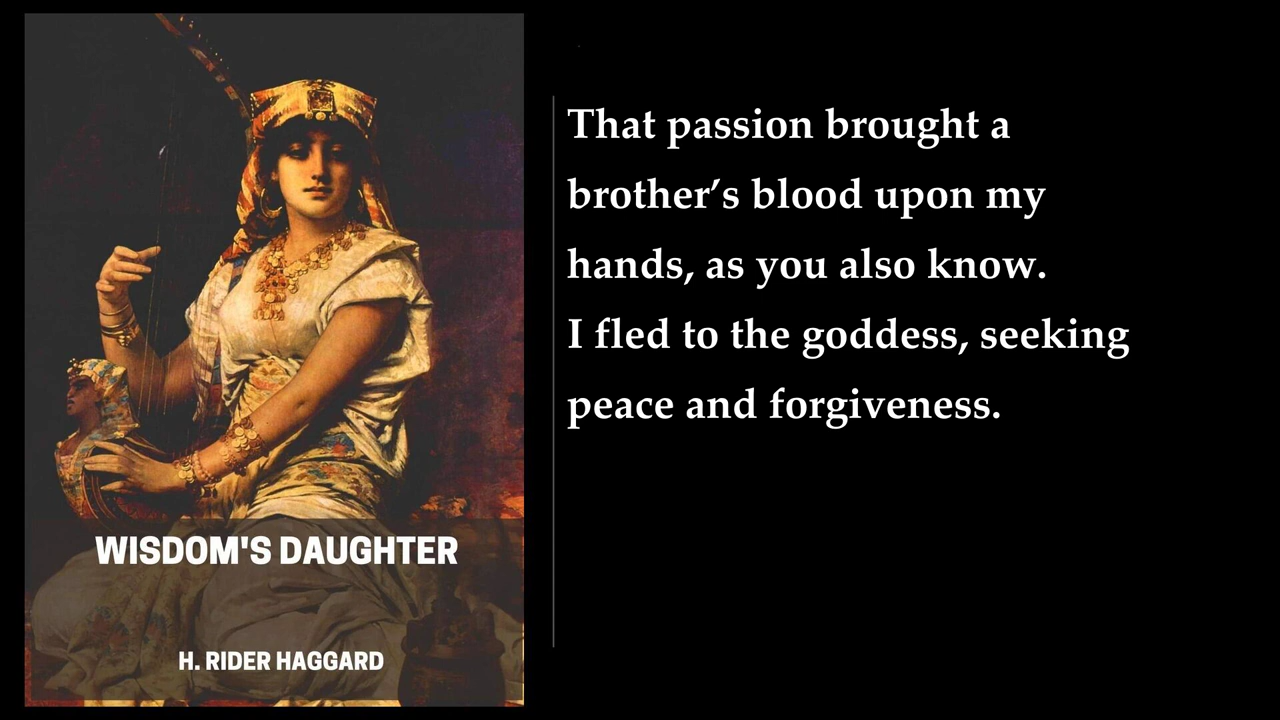 WISDOM'S DAUGHTER
H. RIDER HAGGARD
That passion brought a
brother’s blood upon my
hands, as you also know.
I fled to the goddess, seeking
peace and forgiveness.